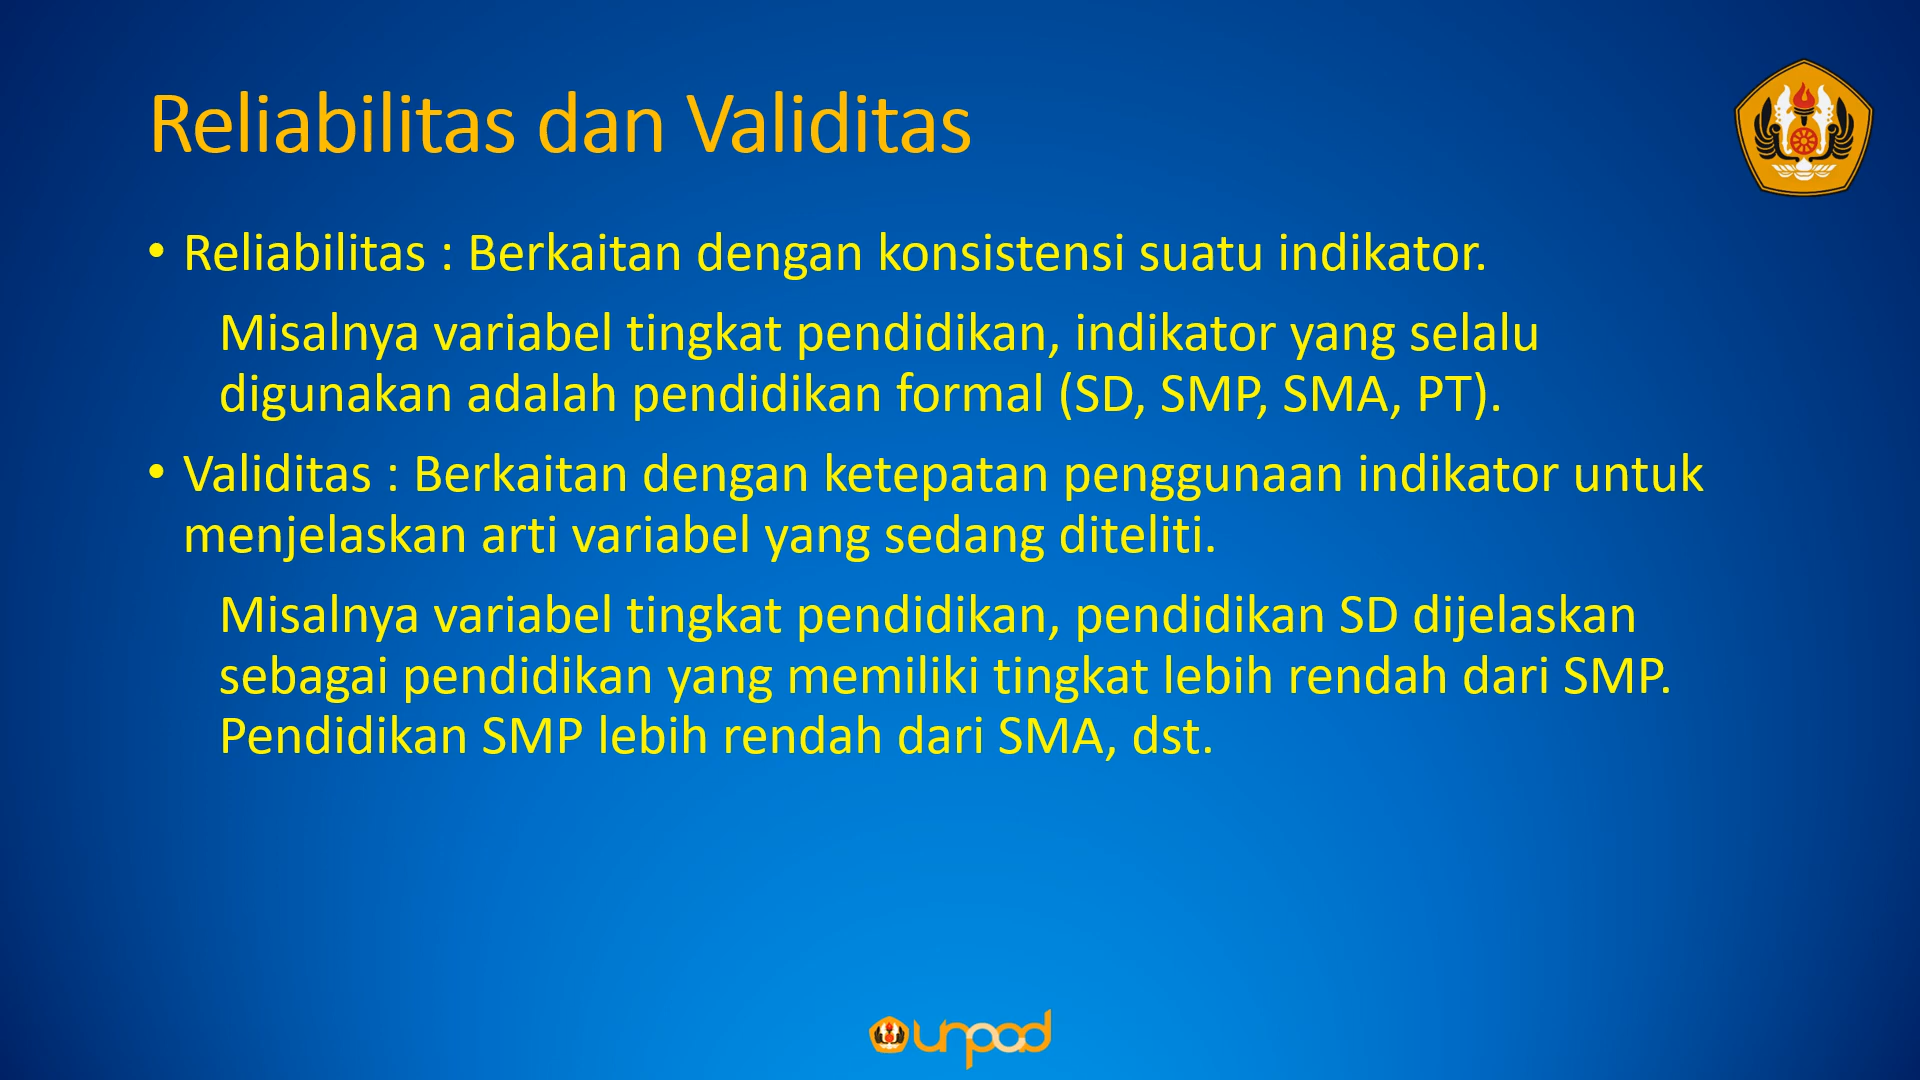 Reliabilitas dan Validitas
• Reliabilitas : Berkaitan dengan konsistensi suatu indikator.
Misalnya variabel tingkat pendidikan, indikator yang selalu
digunakan adalah pendidikan formal (SD, SMP, SMA, PT).
• Validitas : Berkaitan dengan ketepatan penggunaan indikator untuk
menjelaskan arti variabel yang sedang diteliti.
Misalnya variabel tingkat pendidikan, pendidikan SD dijelaskan
sebagai pendidikan yang memiliki tingkat lebih rendah dari SMP.
Pendidikan SMP lebih rendah dari SMA, dst.
unpad